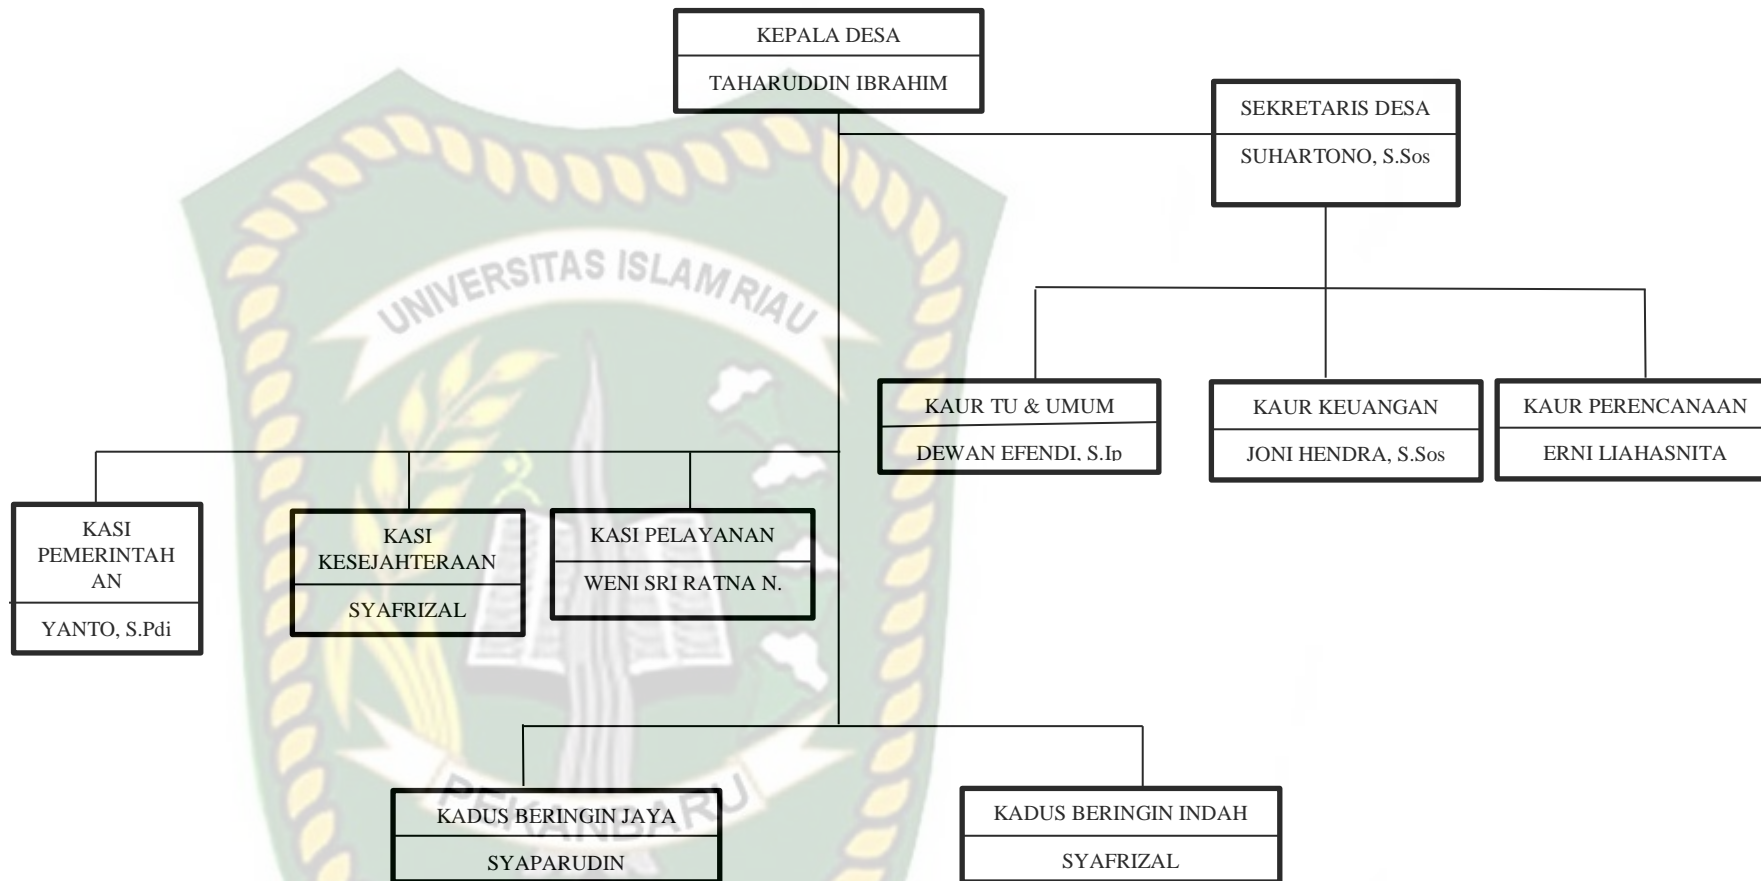 KEPALA DESA
TAHARUDDIN IBRAHIM
SEKRETARIS DESA
SUHARTONO, S.Sos
UNIVERSITAS ISLAM RIAU
KAUR TU & UMUM
DEWAN EFENDI, S.Ip
KAUR KEUANGAN
JONI HENDRA, S.Sos
KAUR PERENCANAAN
ERNI LIAHASNITA
KASI
PEMERINTAH
AN
YANTO, S.Pdi
KASI
KESEJAHTERAAN
SYAFRIZAL
KASI PELAYANAN
WENI SRI RATNA N.
PEKANBARU
KADUS BERINGIN JAYA
SYAPARUDIN
KADUS BERINGIN INDAH
SYAFRIZAL